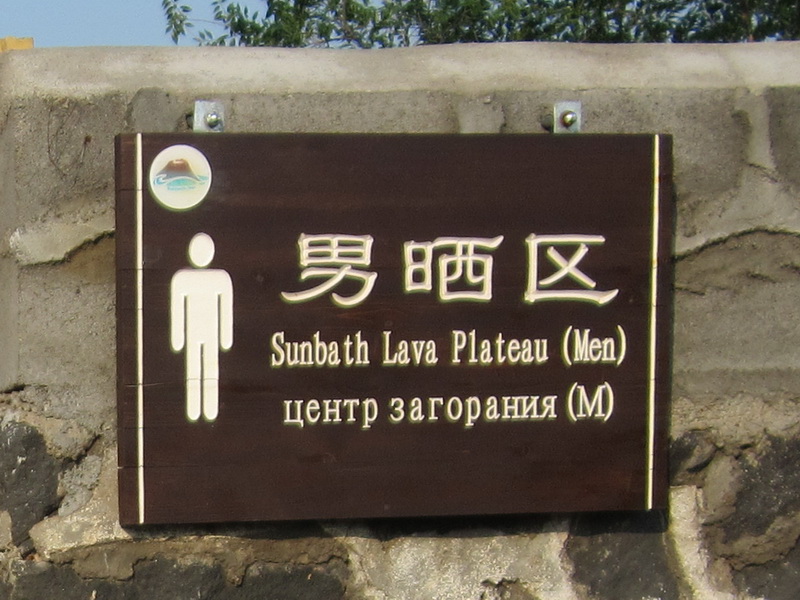 男晒区
Sunbath Lava Plateau (Men)
центр загорания (М)